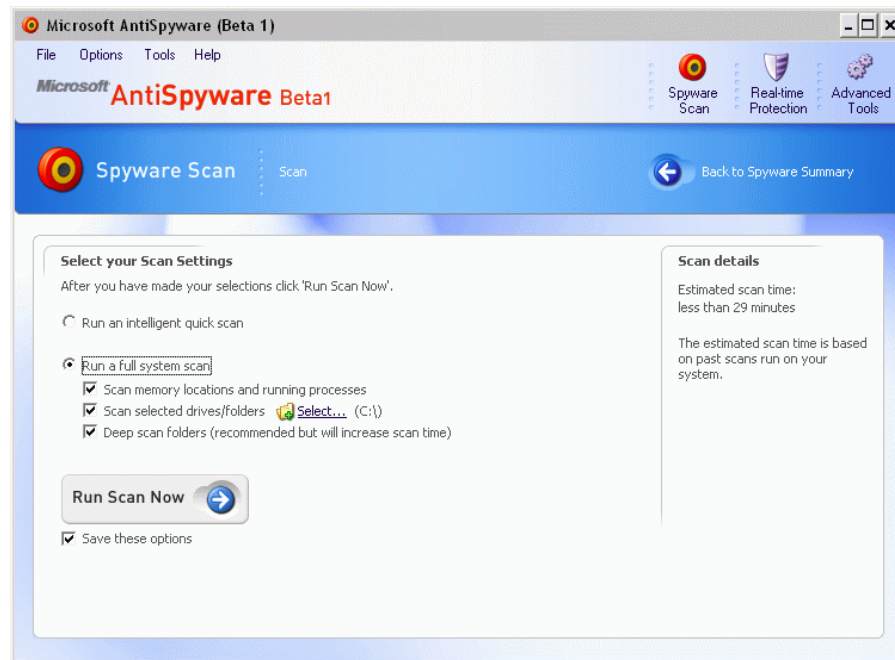 Microsoft AntiSpyware (Beta 1)
File Options Tools Help
Microsoft AntiSpyware Beta1
Spyware Scan
Real-time Protection
Advanced Tools
Spyware Scan
Scan
Back to Spyware Summary
Select your Scan Settings
After you have made your selections click 'Run Scan Now'.
Run an intelligent quick scan
Run a full system scan
Scan memory locations and running processes
Scan selected drives/folders Select... (C:\)
Deep scan folders (recommended but will increase scan time)
Run Scan Now
Save these options
Scan details
Estimated scan time:
less than 29 minutes
The estimated scan time is based
on past scans run on your
system.